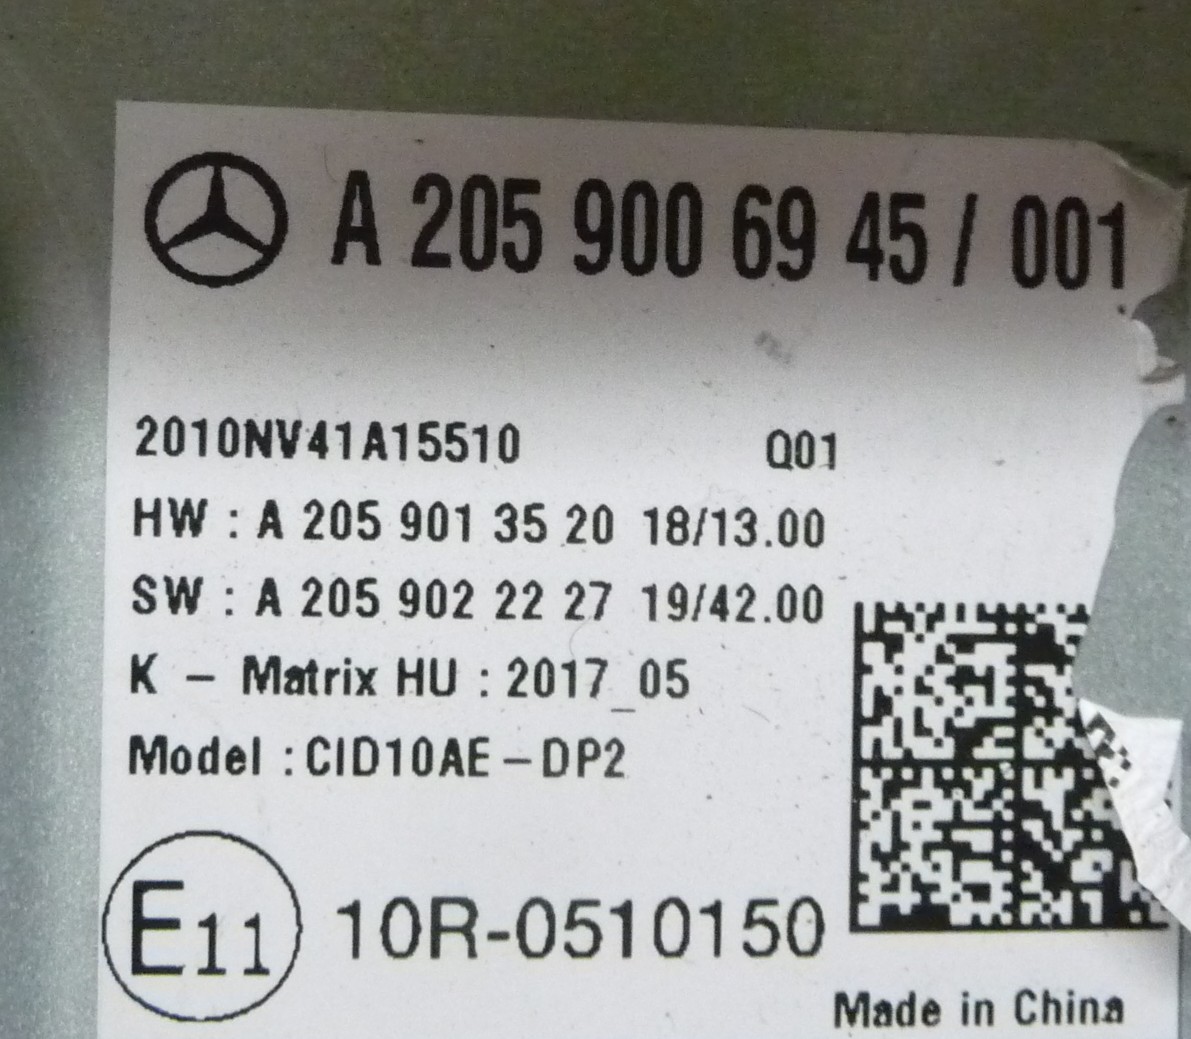 A 205 900 69 45 / 001
2010NV41A15510 Q01
HW : A 205 901 35 20 18/13.00
SW : A 205 902 22 27 19/42.00
K - Matrix HU : 2017_05
Model : CID10AE-DP2
E11 10R-0510150
Made in China